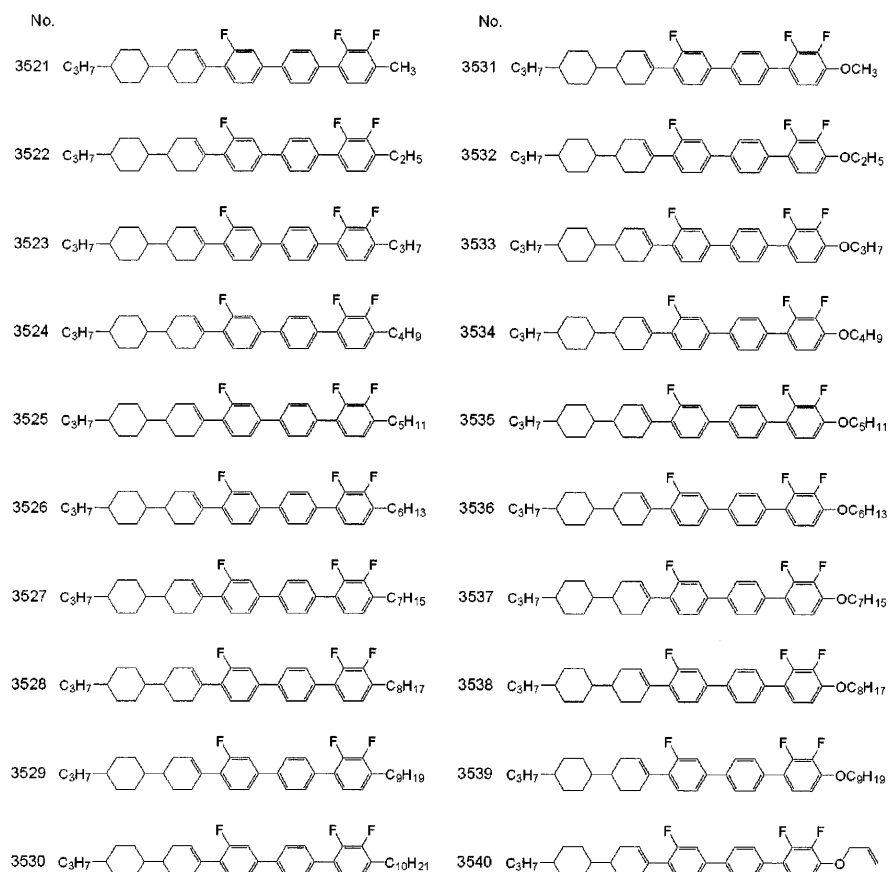 No. No.
F F F F F F
3521 C3H7 CH3 3531 C3H7 OCH3
F F F F F F
3522 C3H7 C2H5 3532 C3H7 OC2H5
F F F F F F
3523 C3H7 C3H7 3533 C3H7 OC3H7
F F F F F F
3524 C3H7 C4H9 3534 C3H7 OC4H9
F F F F F F
3525 C3H7 C5H11 3535 C3H7 OC5H11
F F F F F F
3526 C3H7 C6H13 3536 C3H7 OC6H13
F F F F F F
3527 C3H7 C7H15 3537 C3H7 OC7H15
F F F F F F
3528 C3H7 C8H17 3538 C3H7 OC8H17
F F F F F F
3529 C3H7 C9H19 3539 C3H7 OC9H19
F F F F F F
3530 C3H7 C10H21 3540 C3H7 O